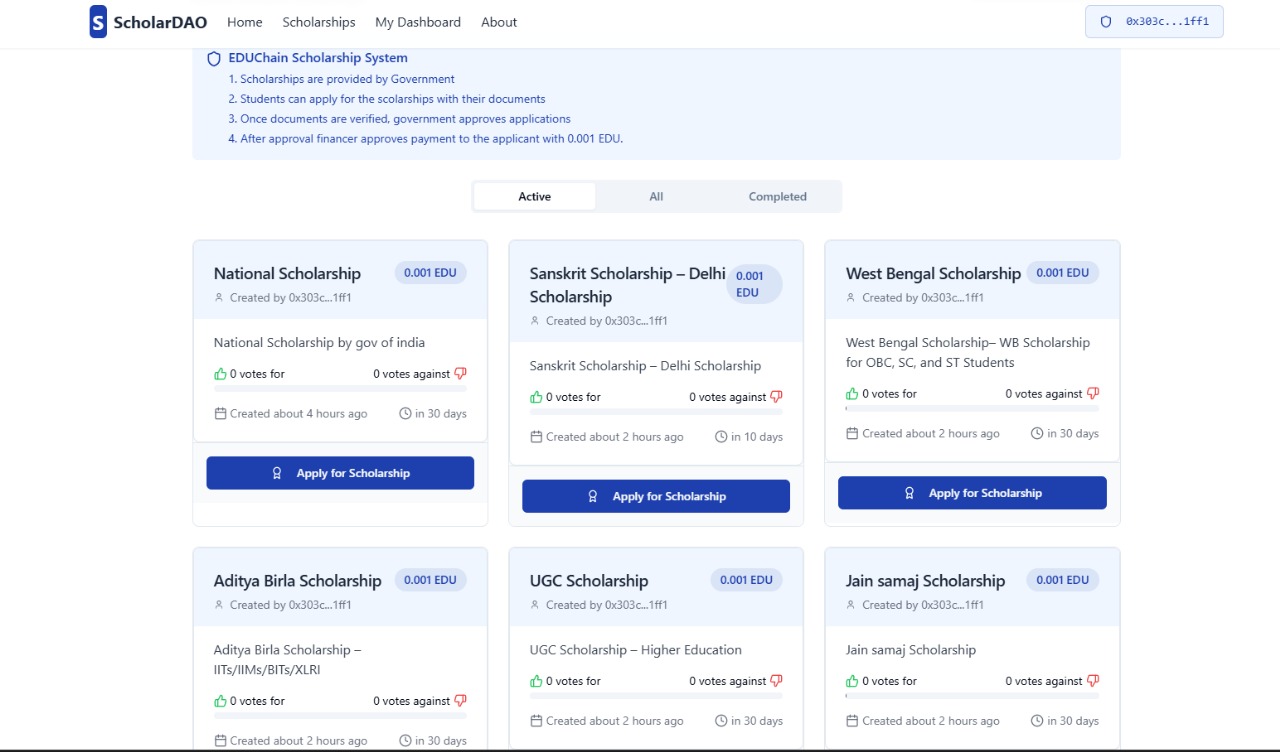 S ScholarDAO Home Scholarships My Dashboard About 0x303c...1ff1
EDUChain Scholarship System
1. Scholarships are provided by Government
2. Students can apply for the scolarships with their documents
3. Once documents are verified, government approves applications
4. After approval financer approves payment to the applicant with 0.001 EDU.
Active All Completed
National Scholarship 0.001 EDU
Created by 0x303c...1ff1
National Scholarship by gov of india
0 votes for 0 votes against
Created about 4 hours ago in 30 days
Apply for Scholarship
Sanskrit Scholarship – Delhi
Scholarship
0.001
EDU
Created by 0x303c...1ff1
Sanskrit Scholarship – Delhi Scholarship
0 votes for 0 votes against
Created about 2 hours ago in 10 days
Apply for Scholarship
West Bengal Scholarship 0.001 EDU
Created by 0x303c...1ff1
West Bengal Scholarship– WB Scholarship
for OBC, SC, and ST Students
0 votes for 0 votes against
Created about 2 hours ago in 30 days
Apply for Scholarship
Aditya Birla Scholarship 0.001 EDU
Created by 0x303c...1ff1
Aditya Birla Scholarship –
IITs/IIMs/BITs/XLRI
0 votes for 0 votes against
Created about 2 hours ago in 30 days
UGC Scholarship 0.001 EDU
Created by 0x303c...1ff1
UGC Scholarship – Higher Education
0 votes for 0 votes against
Created about 2 hours ago in 30 days
Jain samaj Scholarship 0.001 EDU
Created by 0x303c...1ff1
Jain samaj Scholarship
0 votes for 0 votes against
Created about 2 hours ago in 30 days